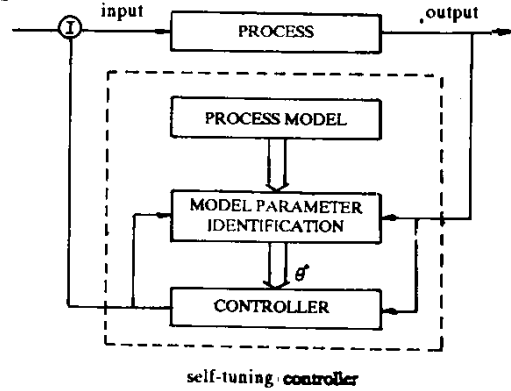 input
output
I
PROCESS
PROCESS MODEL
MODEL PARAMETER
IDENTIFICATION
θ̂
CONTROLLER
self-tuning controller